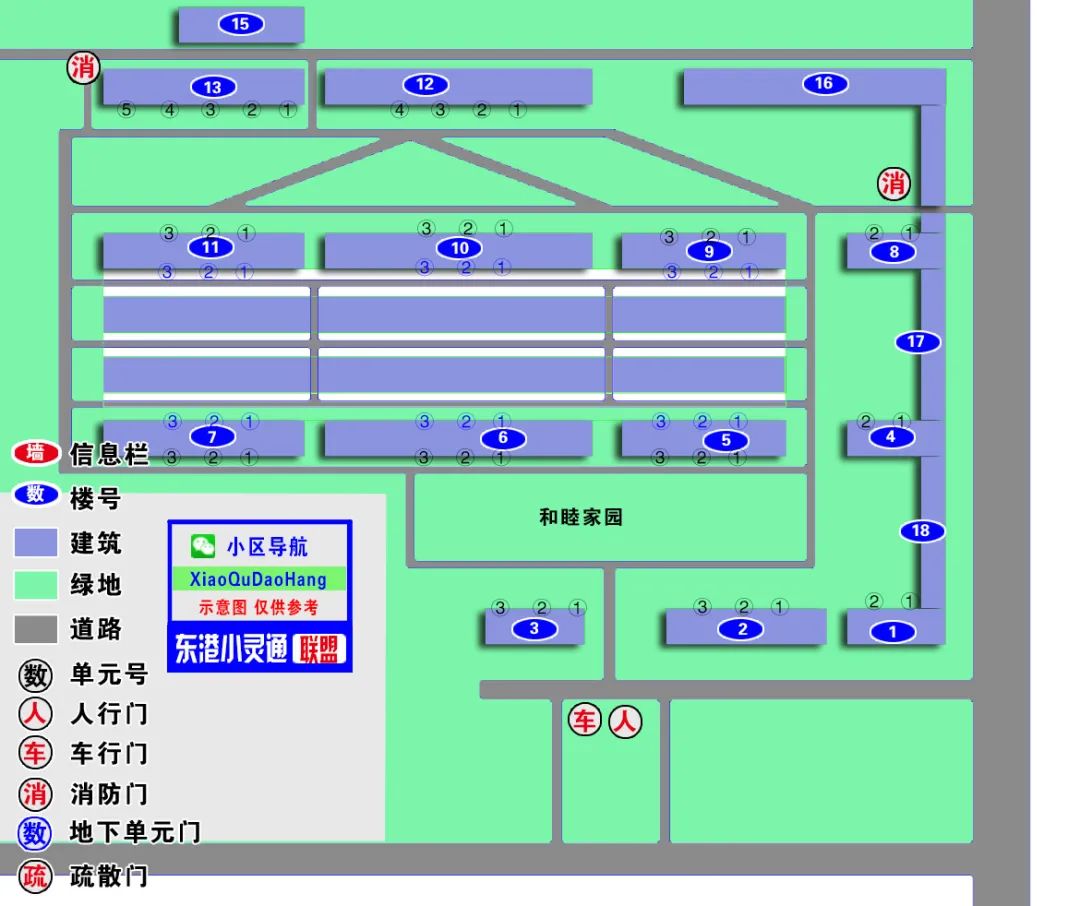 15
消
13
12
16
5 4 3 2 1
4 3 2 1
消
3 2 1
3 2 1
3 2 1
2 1
11
10
9
8
3 2 1
3 2 1
3 2 1
17
3 2 1
3 2 1
3 2 1
2 1
7
6
5
4
3 2 1
3 2 1
3 2 1
墙 信息栏
数 楼号
建筑
绿地
道路
数 单元号
人 人行门
车 车行门
消 消防门
数 地下单元门
疏 疏散门
小区导航
XiaoQuDaoHang
示意图 仅供参考
东港小灵通 联盟
和睦家园
18
3 2 1
3 2 1
2 1
3
2
1
车 人